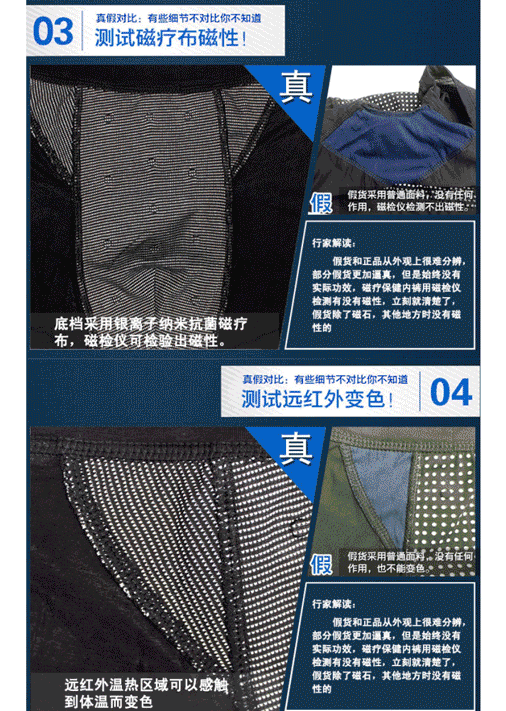 03
真假对比：有些细节不对比你不知道
测试磁疗布磁性！
真
底档采用银离子纳米抗菌磁疗
布，磁检仪可检验出磁性。
假
假货采用普通面料，没有任何
作用，磁检仪检测不出磁性。
行家解读：
假货和正品从外观上很难分辨，
部分假货更加逼真，但是始终没有
实际功效，磁疗保健内裤用磁检仪
检测有没有磁性，立刻就清楚了，
假货除了磁石，其他地方时没有磁
性的
真假对比：有些细节不对比你不知道
测试远红外变色！
04
真
远红外温热区域可以感触
到体温而变色
假
假货采用普通面料，没有任何
作用，也不能变色。
行家解读：
假货和正品从外观上很难分辨，
部分假货更加逼真，但是始终没有
实际功效，磁疗保健内裤用磁检仪
检测有没有磁性，立刻就清楚了，
假货除了磁石，其他地方时没有磁
性的